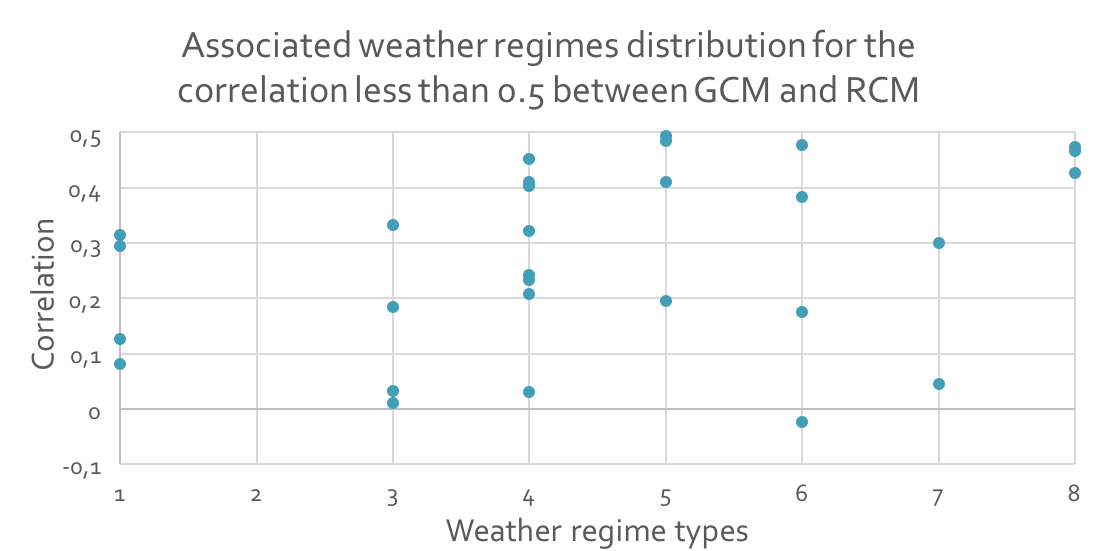 Associated weather regimes distribution for the
correlation less than 0.5 between GCM and RCM
0,5
0,4
0,3
0,2
0,1
0
-0,1
Correlation
1 2 3 4 5 6 7 8
Weather regime types